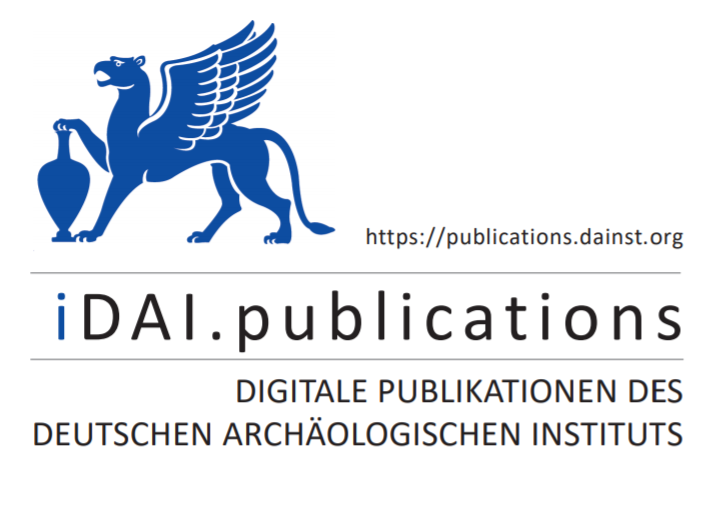 https://publications.dainst.org
iDAI.publications
DIGITALE PUBLIKATIONEN DES
DEUTSCHEN ARCHÄOLOGISCHEN INSTITUTS